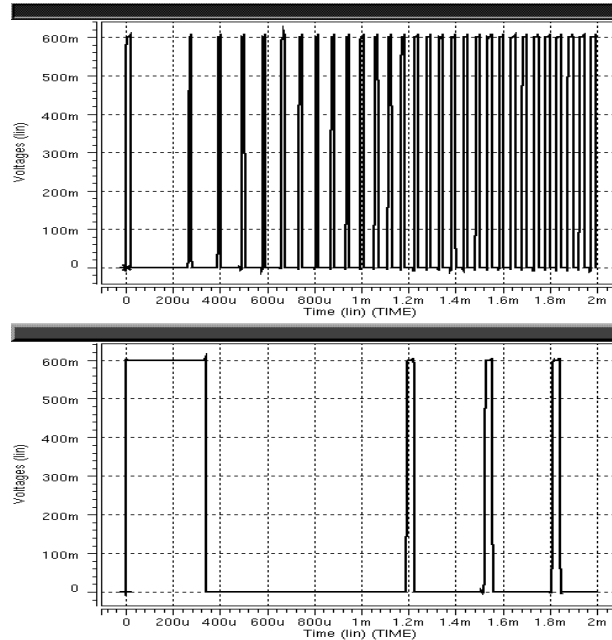 600m
500m
400m
300m
200m
100m
0
Voltages (lin)
0 200u 400u 600u 800u 1m 1.2m 1.4m 1.6m 1.8m 2m
Time (lin) (TIME)
600m
500m
400m
300m
200m
100m
0
Voltages (lin)
0 200u 400u 600u 800u 1m 1.2m 1.4m 1.6m 1.8m 2m
Time (lin) (TIME)